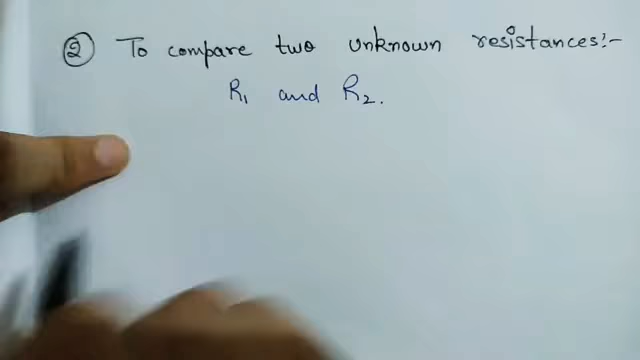 ② To compare two unknown resistances:-
R₁ and R₂.